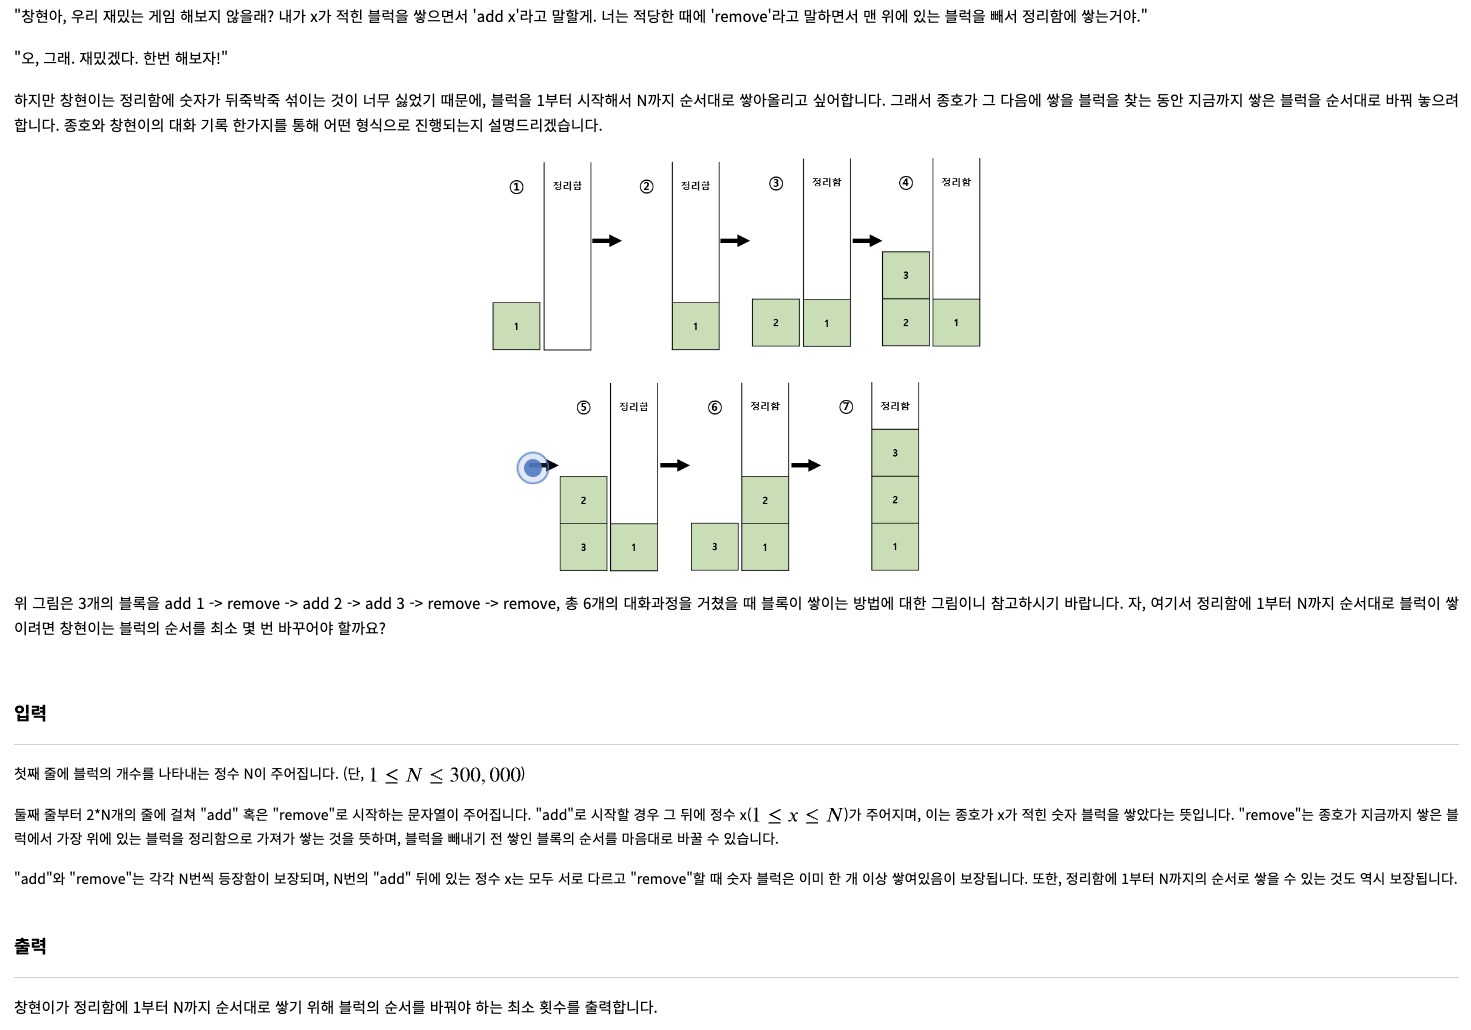 "창현아, 우리 재밌는 게임 해보지 않을래? 내가 x가 적힌 블럭을 쌓으면서 'add x'라고 말할게. 너는 적당한 때에 'remove'라고 말하면서 맨 위에 있는 블럭을 빼서 정리함에 쌓는거야."
"오, 그래. 재밌겠다. 한번 해보자!"
하지만 창현이는 정리함에 숫자가 뒤죽박죽 섞이는 것이 너무 싫었기 때문에, 블럭을 1부터 시작해서 N까지 순서대로 쌓아올리고 싶어합니다. 그래서 종호가 그 다음에 쌓을 블럭을 찾는 동안 지금까지 쌓은 블럭을 순서대로 바꿔 놓으려
합니다. 종호와 창현이의 대화 기록 한가지를 통해 어떤 형식으로 진행되는지 설명드리겠습니다.
① 정리함 ② 정리함 ③ 정리함 ④ 정리함
3
1 1 2 1 2 1
⑤ 정리함 ⑥ 정리함 ⑦ 정리함
3
2 2 2
3 1 3 1 1
위 그림은 3개의 블록을 add 1 -> remove -> add 2 -> add 3 -> remove -> remove, 총 6개의 대화과정을 거쳤을 때 블록이 쌓이는 방법에 대한 그림이니 참고하시기 바랍니다. 자, 여기서 정리함에 1부터 N까지 순서대로 블럭이 쌓
이려면 창현이는 블럭의 순서를 최소 몇 번 바꾸어야 할까요?
입력
첫째 줄에 블럭의 개수를 나타내는 정수 N이 주어집니다. (단, 1 ≤ N ≤ 300,000)
둘째 줄부터 2*N개의 줄에 걸쳐 "add" 혹은 "remove"로 시작하는 문자열이 주어집니다. "add"로 시작할 경우 그 뒤에 정수 x(1 ≤ x ≤ N)가 주어지며, 이는 종호가 x가 적힌 숫자 블럭을 쌓았다는 뜻입니다. "remove"는 종호가 지금까지 쌓은 블
럭에서 가장 위에 있는 블럭을 정리함으로 가져가 쌓는 것을 뜻하며, 블럭을 빼내기 전 쌓인 블록의 순서를 마음대로 바꿀 수 있습니다.
"add"와 "remove"는 각각 N번씩 등장함이 보장되며, N번의 "add" 뒤에 있는 정수 x는 모두 서로 다르고 "remove"할 때 숫자 블럭은 이미 한 개 이상 쌓여있음이 보장됩니다. 또한, 정리함에 1부터 N까지의 순서로 쌓을 수 있는 것도 역시 보장됩니다.
출력
창현이가 정리함에 1부터 N까지 순서대로 쌓기 위해 블럭의 순서를 바꿔야 하는 최소 횟수를 출력합니다.